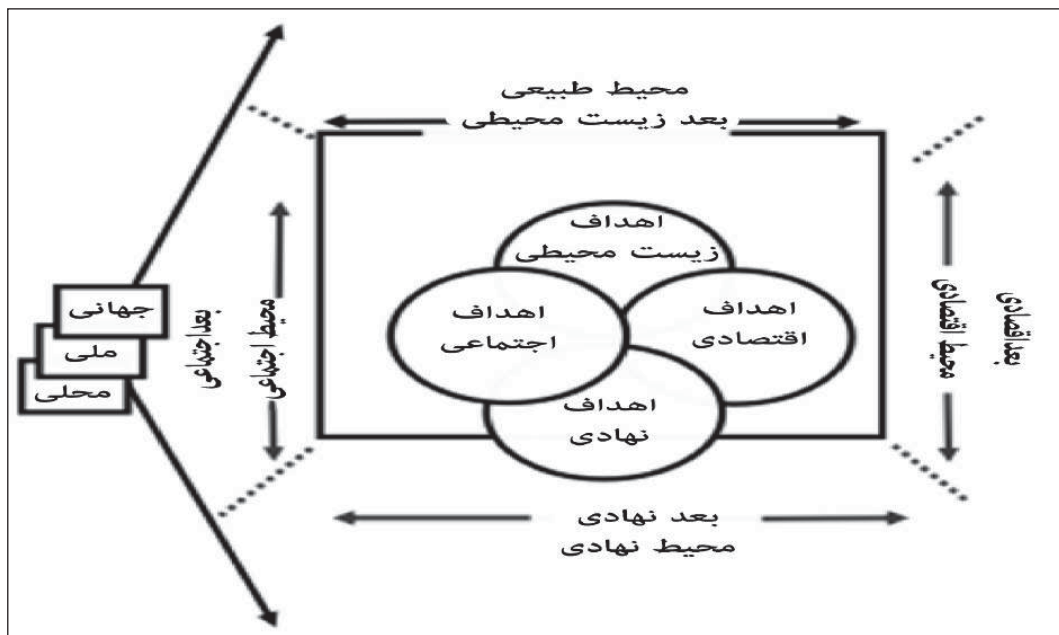 محیط طبیعی
بعد زیست محیطی
اهداف
زیست محیطی
اهداف
اقتصادی
اهداف
اجتماعی
اهداف
نهادی
بعد اقصادی
محیط اقتصادی
محیط اجتماعی
بعد اجتماعی
جهانی
ملی
محلی
بعد نهادی
محیط نهادی